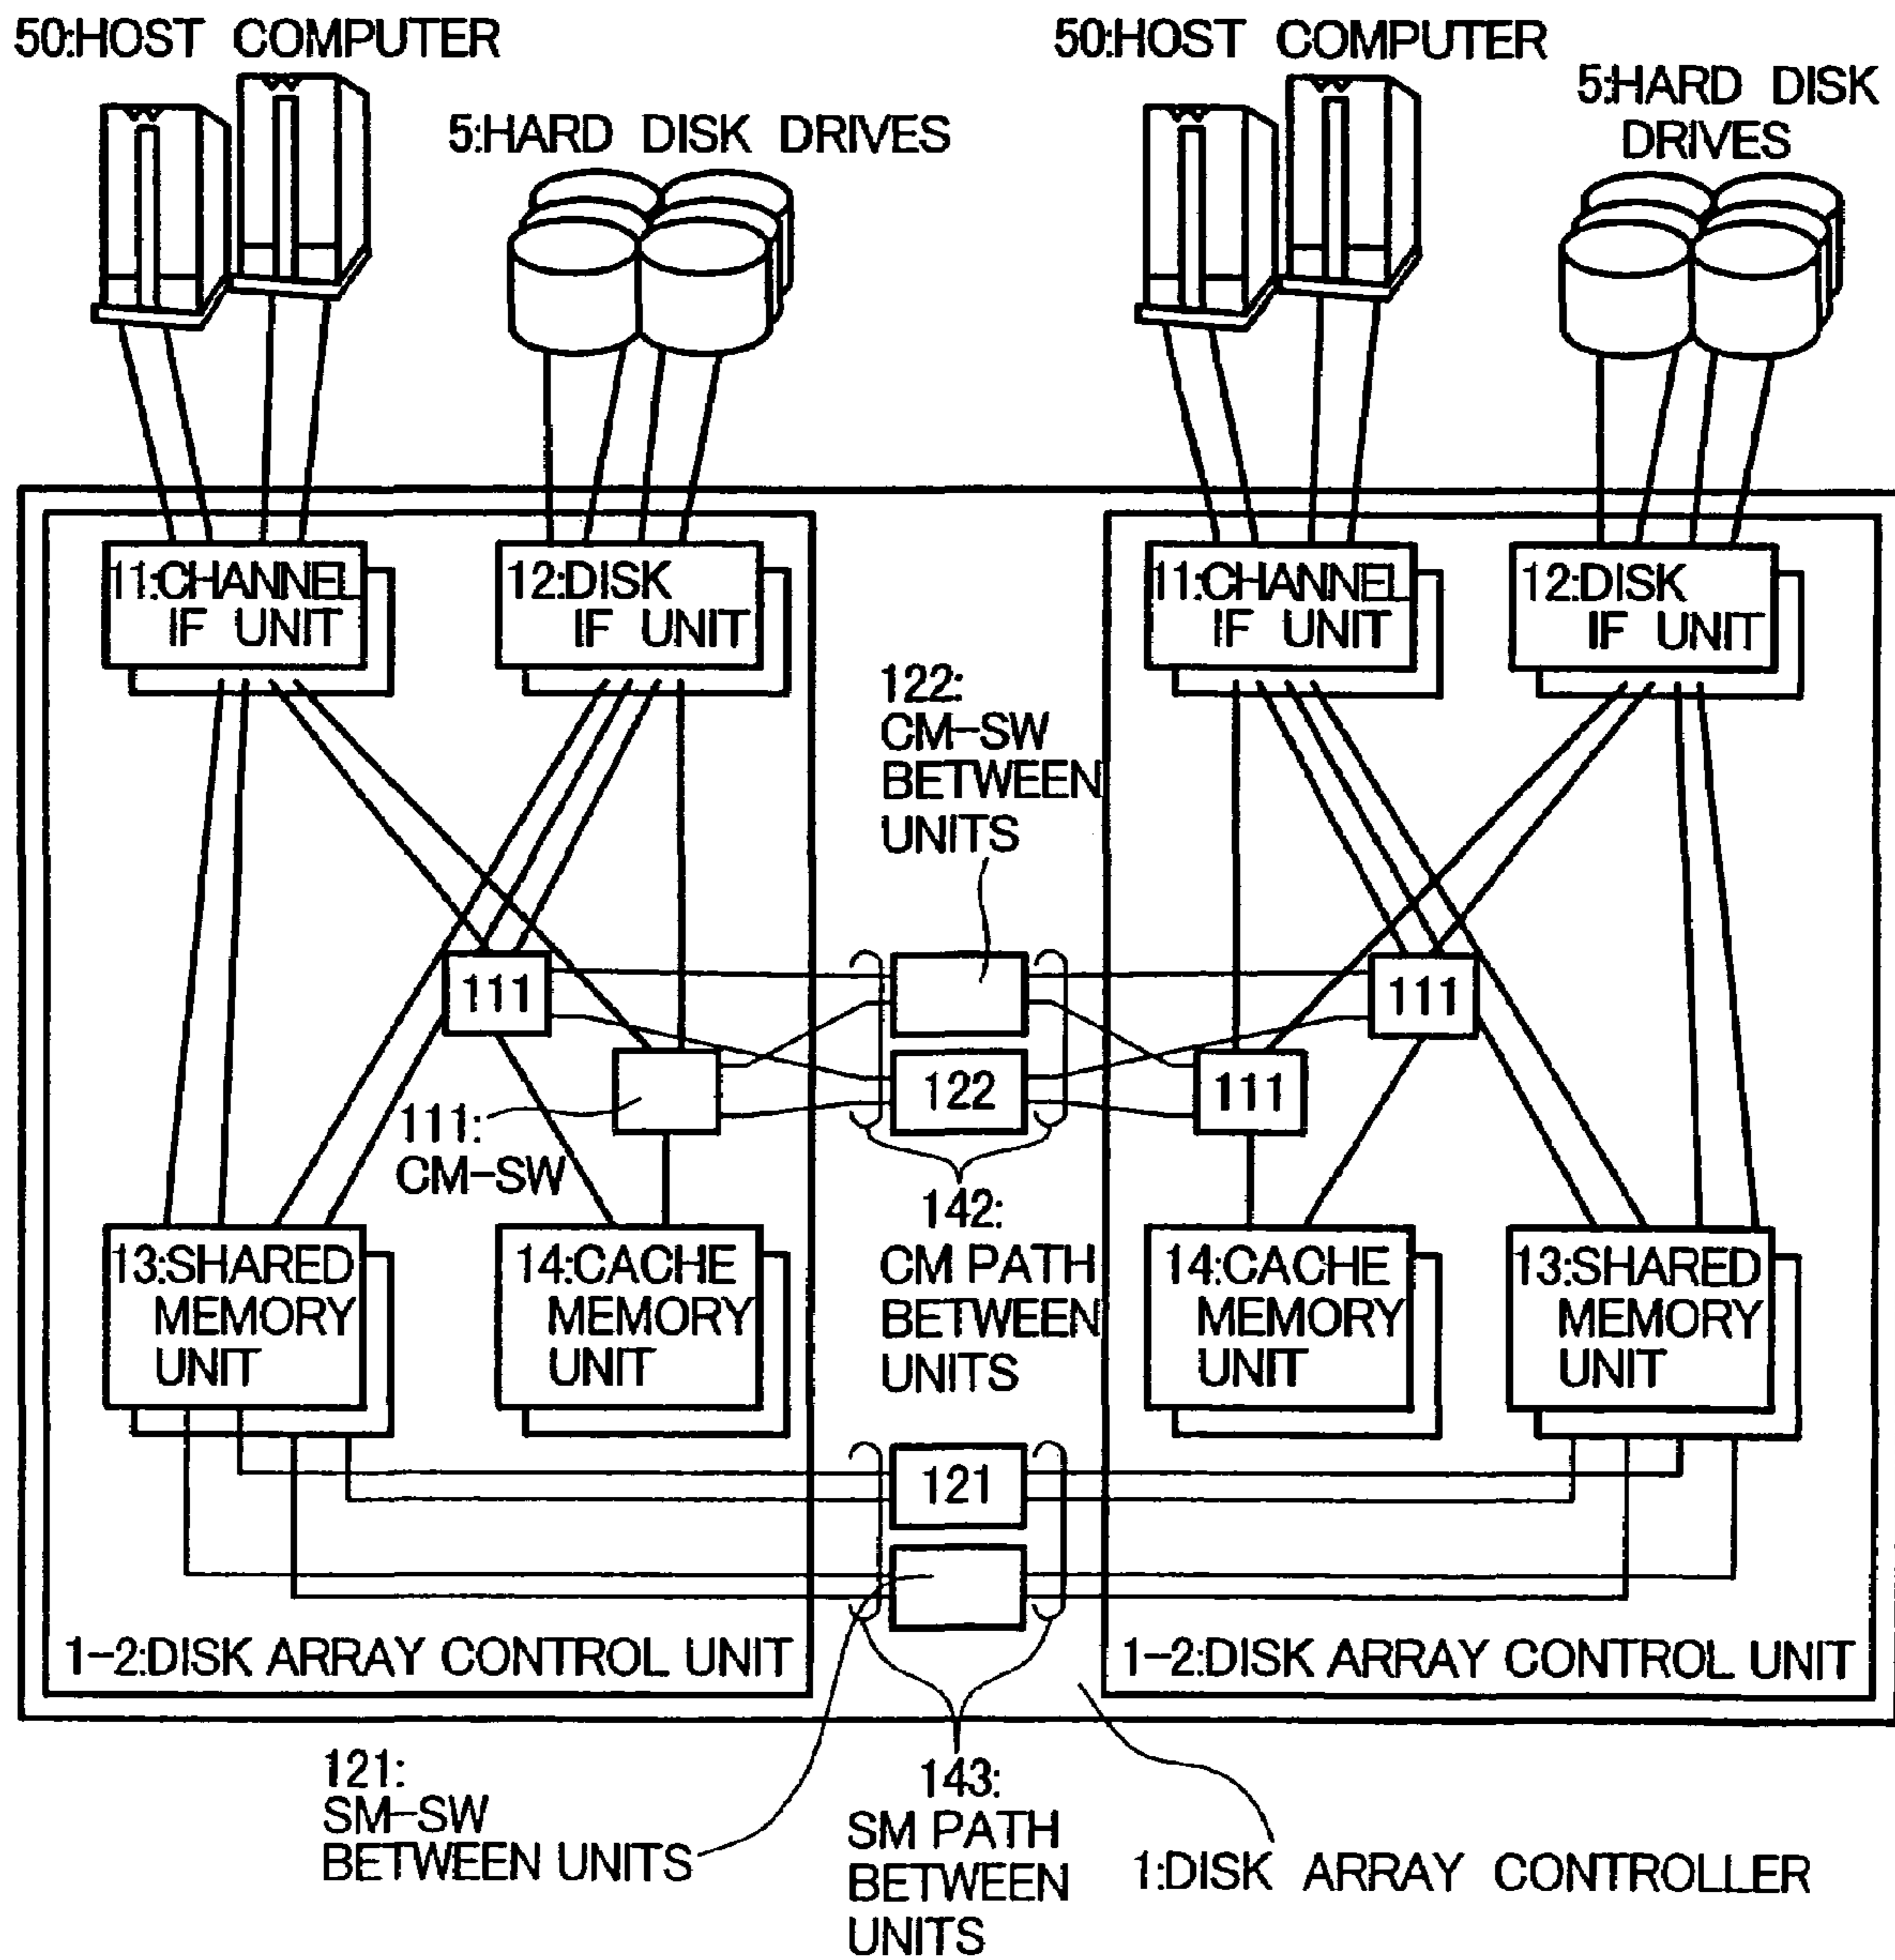 50:HOST COMPUTER
50:HOST COMPUTER
5:HARD DISK DRIVES
5:HARD DISK
DRIVES
11:CHANNEL
IF UNIT
12:DISK
IF UNIT
11:CHANNEL
IF UNIT
12:DISK
IF UNIT
122:
CM-SW
BETWEEN
UNITS
111
111
122
111
111:
CM-SW
142:
CM PATH
BETWEEN
UNITS
13:SHARED
MEMORY
UNIT
14:CACHE
MEMORY
UNIT
14:CACHE
MEMORY
UNIT
13:SHARED
MEMORY
UNIT
121
1-2:DISK ARRAY CONTROL UNIT
1-2:DISK ARRAY CONTROL UNIT
121:
SM-SW
BETWEEN UNITS
143:
SM PATH
BETWEEN
UNITS
1:DISK ARRAY CONTROLLER